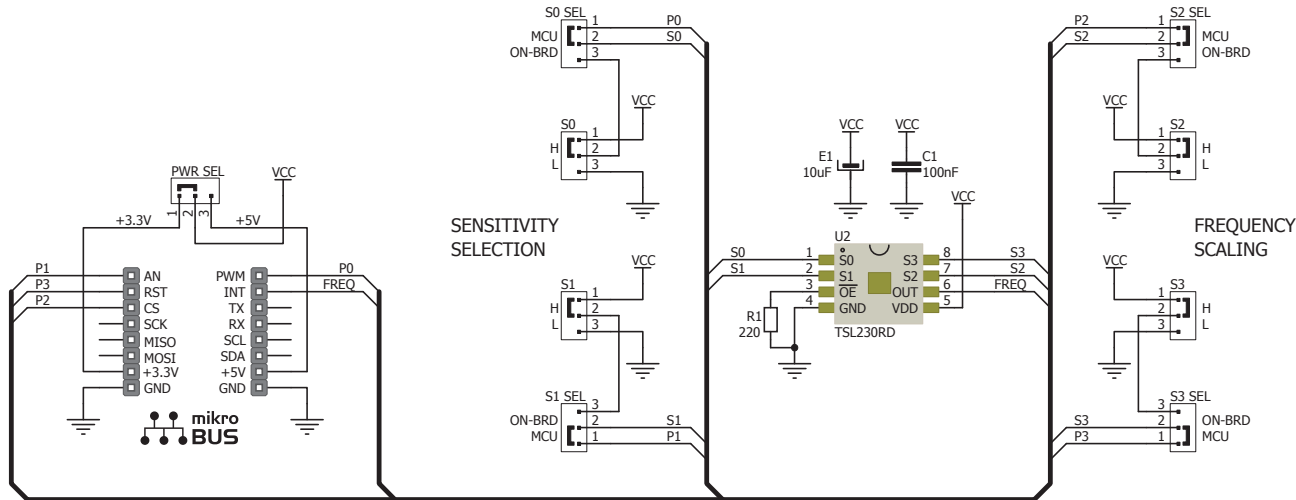 S0 SEL
MCU
ON-BRD
1
2
3
P0
S0
S0
H
L
1
2
3
VCC
SENSITIVITY
SELECTION
S1
H
L
1
2
3
VCC
S1 SEL
ON-BRD
MCU
3
2
1
S1
P1
PWR SEL
VCC
+3.3V
1
2
3
+5V
P1
P3
P2
AN
RST
CS
SCK
MISO
MOSI
+3.3V
GND
PWM
INT
TX
RX
SCL
SDA
+5V
GND
P0
FREQ
mikro
BUS
VCC
E1
10uF
VCC
C1
100nF
VCC
U2
S0
S1
1
2
3
4
S0
S1
OE
GND
S3
S2
OUT
VDD
8
7
6
5
S3
S2
FREQ
TSL230RD
R1
220
P2
S2
1
2
3
S2 SEL
MCU
ON-BRD
VCC
1
2
3
S2
H
L
FREQUENCY
SCALING
VCC
1
2
3
S3
H
L
S3 SEL
3
2
1
ON-BRD
MCU
S3
P3